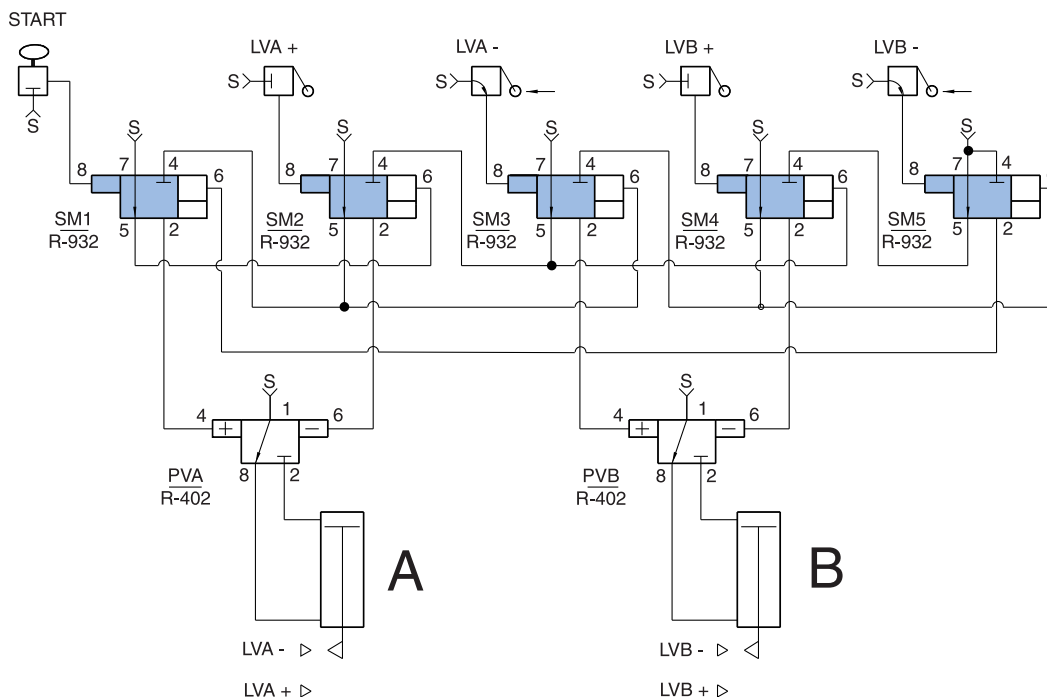 START
LVA +
LVA -
LVB +
LVB -
S
S
S
S
S
S
S
S
S
S
8 7 4 6
8 7 4 6
8 7 4 6
8 7 4 6
8 7 4
SM1
R-932
SM2
R-932
SM3
R-932
SM4
R-932
SM5
R-932
5 2
5 2
5 2
5 2
5 2
S
S
4 + 1 - 6
4 + 1 - 6
PVA
R-402
8 2
PVB
R-402
8 2
A
B
LVA -
LVB -
LVA +
LVB +